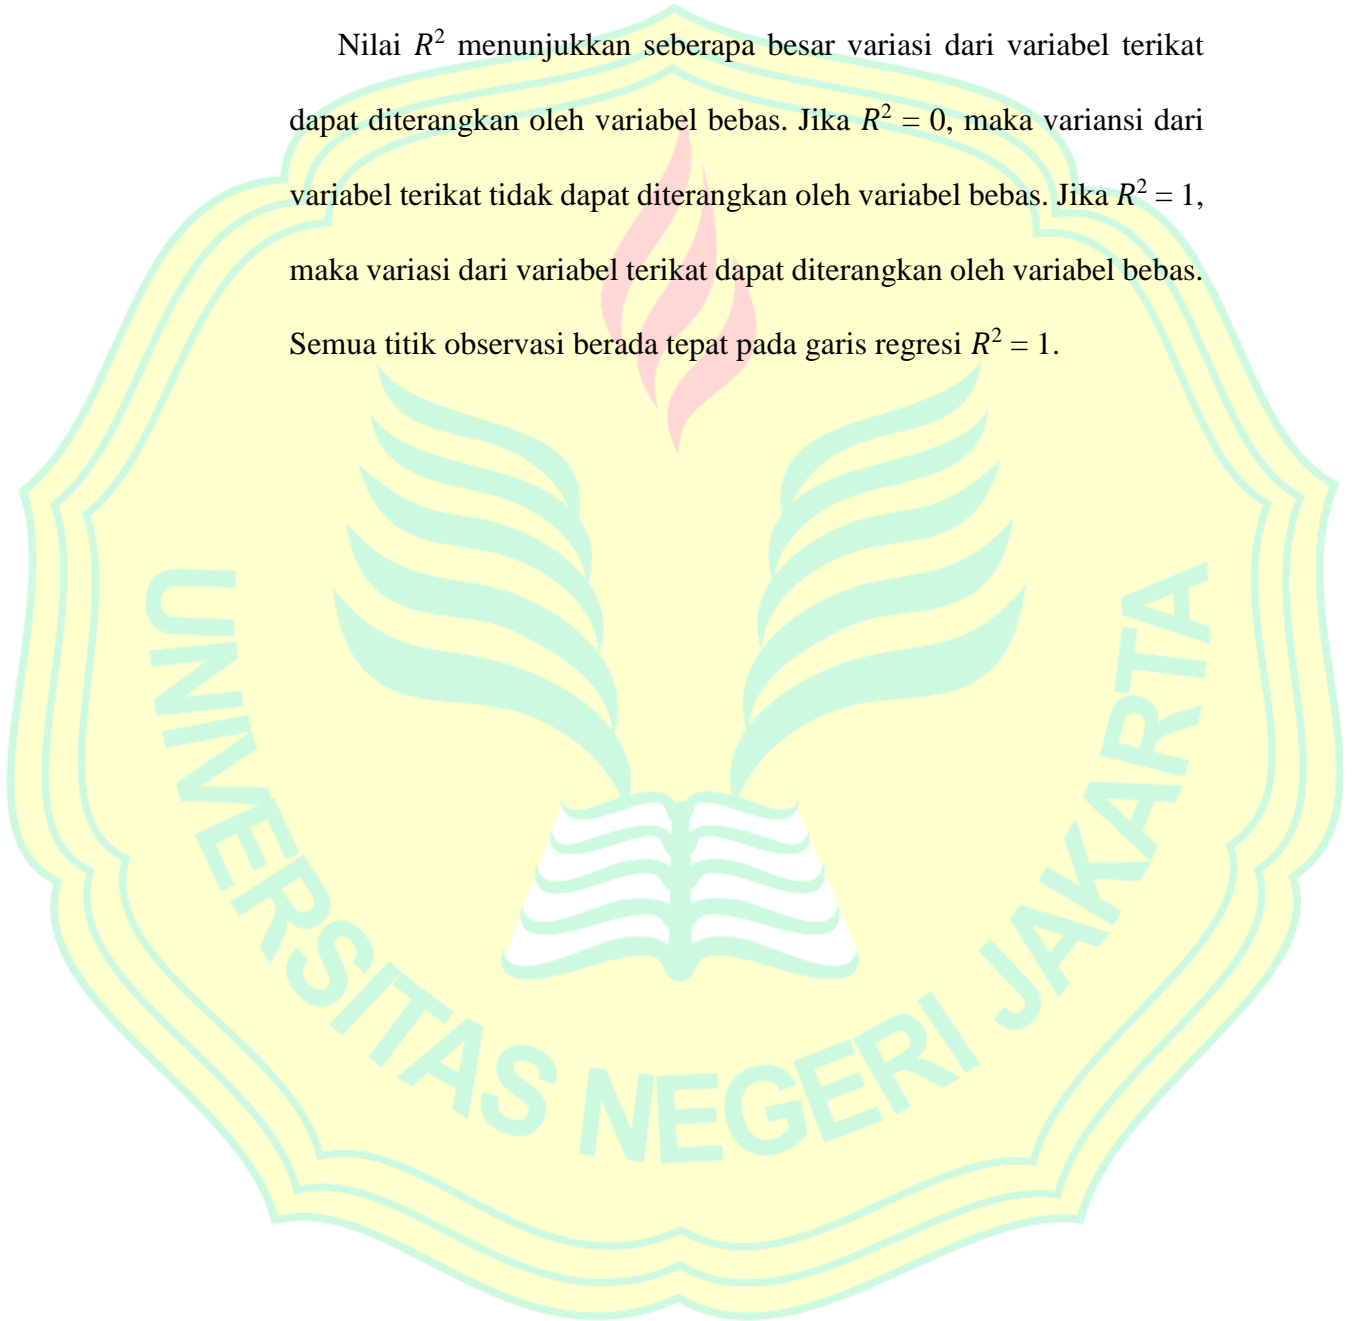 Nilai R² menunjukkan seberapa besar variasi dari variabel terikat
dapat diterangkan oleh variabel bebas. Jika R² = 0, maka variansi dari
variabel terikat tidak dapat diterangkan oleh variabel bebas. Jika R² = 1,
maka variasi dari variabel terikat dapat diterangkan oleh variabel bebas.
Semua titik observasi berada tepat pada garis regresi R² = 1.
UNIVERSITAS NEGERI JAKARTA